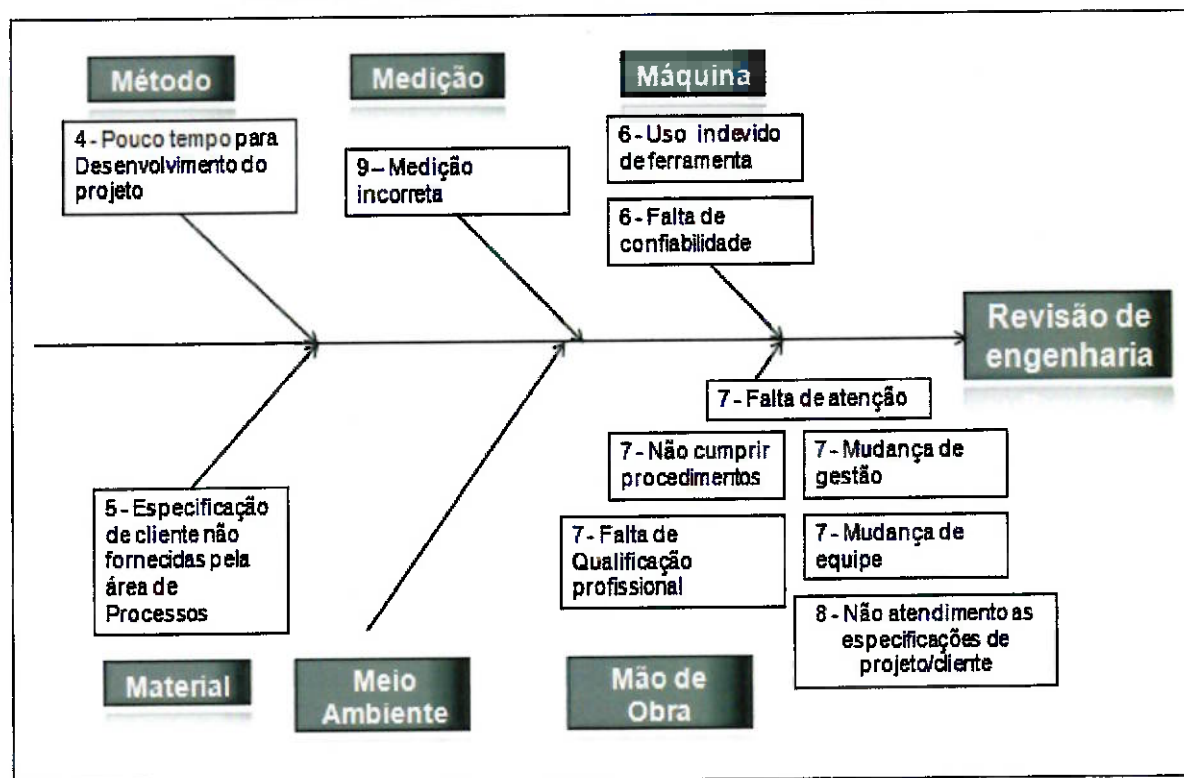 Método
Medição
Máquina
4 - Pouco tempo para
Desenvolvimento do
projeto
9 – Medição
incorreta
6 - Uso indevido
de ferramenta
6 - Falta de
confiabilidade
Revisão de
engenharia
7 - Falta de atenção
7 - Não cumprir
procedimentos
7 - Mudança de
gestão
5 - Especificação
de cliente não
fornecidas pela
área de
Processos
7 - Falta de
Qualificação
profissional
7 - Mudança de
equipe
8 - Não atendimento as
especificações de
projeto/cliente
Material
Meio
Ambiente
Mão de
Obra